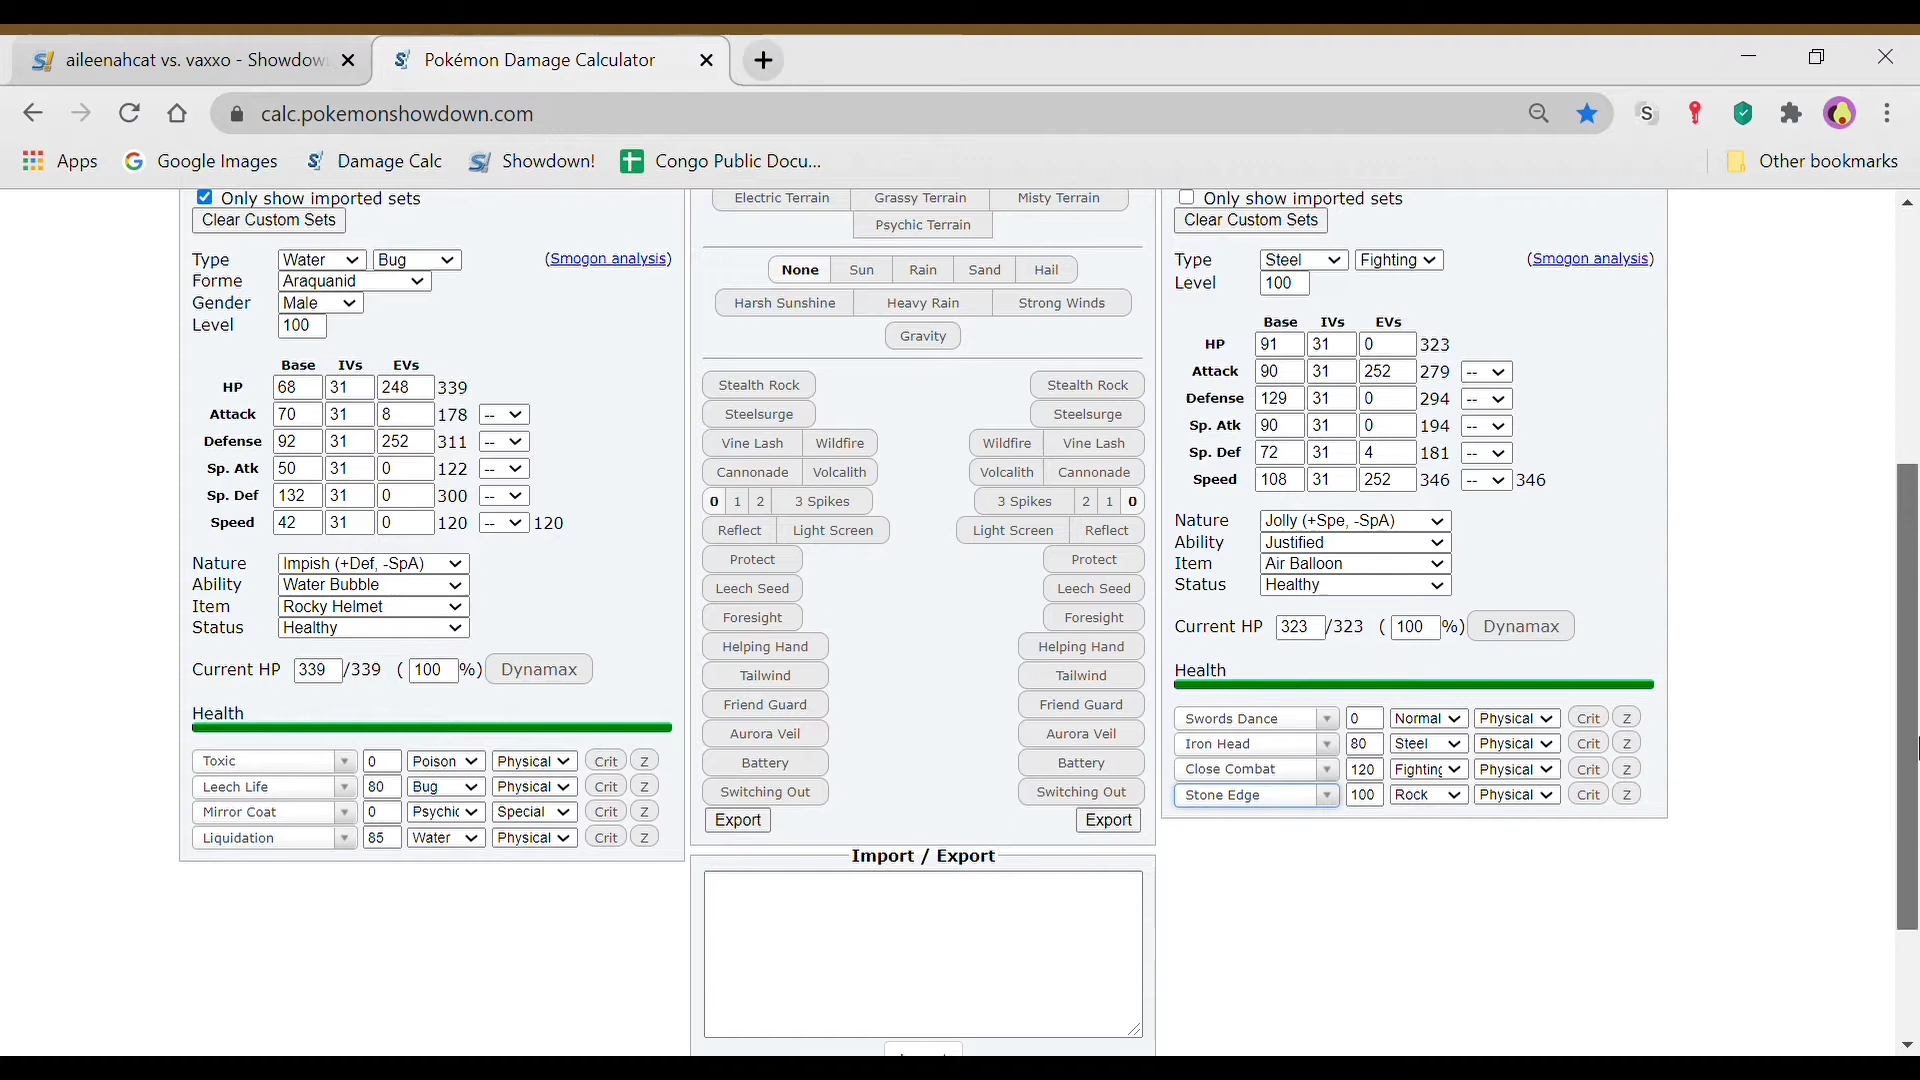 aileenahcat vs. vaxxo - Showdow
Pokémon Damage Calculator
calc.pokemonshowdown.com
Apps Google Images Damage Calc Showdown! Congo Public Docu... Other bookmarks
Only show imported sets
Clear Custom Sets
Type Water Bug (Smogon analysis)
Forme Araquanid
Gender Male
Level 100
Base IVs EVs
HP 68 31 248 339
Attack 70 31 8 178 --
Defense 92 31 252 311 --
Sp. Atk 50 31 0 122 --
Sp. Def 132 31 0 300 --
Speed 42 31 0 120 -- 120
Nature Impish (+Def, -SpA)
Ability Water Bubble
Item Rocky Helmet
Status Healthy
Current HP 339 /339 ( 100 %) Dynamax
Health
Toxic 0 Poison Physical Crit Z
Leech Life 80 Bug Physical Crit Z
Mirror Coat 0 Psychic Special Crit Z
Liquidation 85 Water Physical Crit Z
Electric Terrain Grassy Terrain Misty Terrain
Psychic Terrain
None Sun Rain Sand Hail
Harsh Sunshine Heavy Rain Strong Winds
Gravity
Stealth Rock Stealth Rock
Steelsurge Steelsurge
Vine Lash Wildfire Wildfire Vine Lash
Cannonade Volcalith Volcalith Cannonade
0 1 2 3 Spikes 3 Spikes 2 1 0
Reflect Light Screen Light Screen Reflect
Protect Protect
Leech Seed Leech Seed
Foresight Foresight
Helping Hand Helping Hand
Tailwind Tailwind
Friend Guard Friend Guard
Aurora Veil Aurora Veil
Battery Battery
Switching Out Switching Out
Export Export
Import / Export
Only show imported sets
Clear Custom Sets
Type Steel Fighting (Smogon analysis)
Level 100
Base IVs EVs
HP 91 31 0 323
Attack 90 31 252 279 --
Defense 129 31 0 294 --
Sp. Atk 90 31 0 194 --
Sp. Def 72 31 4 181 --
Speed 108 31 252 346 -- 346
Nature Jolly (+Spe, -SpA)
Ability Justified
Item Air Balloon
Status Healthy
Current HP 323 /323 ( 100 %) Dynamax
Health
Swords Dance 0 Normal Physical Crit Z
Iron Head 80 Steel Physical Crit Z
Close Combat 120 Fighting Physical Crit Z
Stone Edge 100 Rock Physical Crit Z